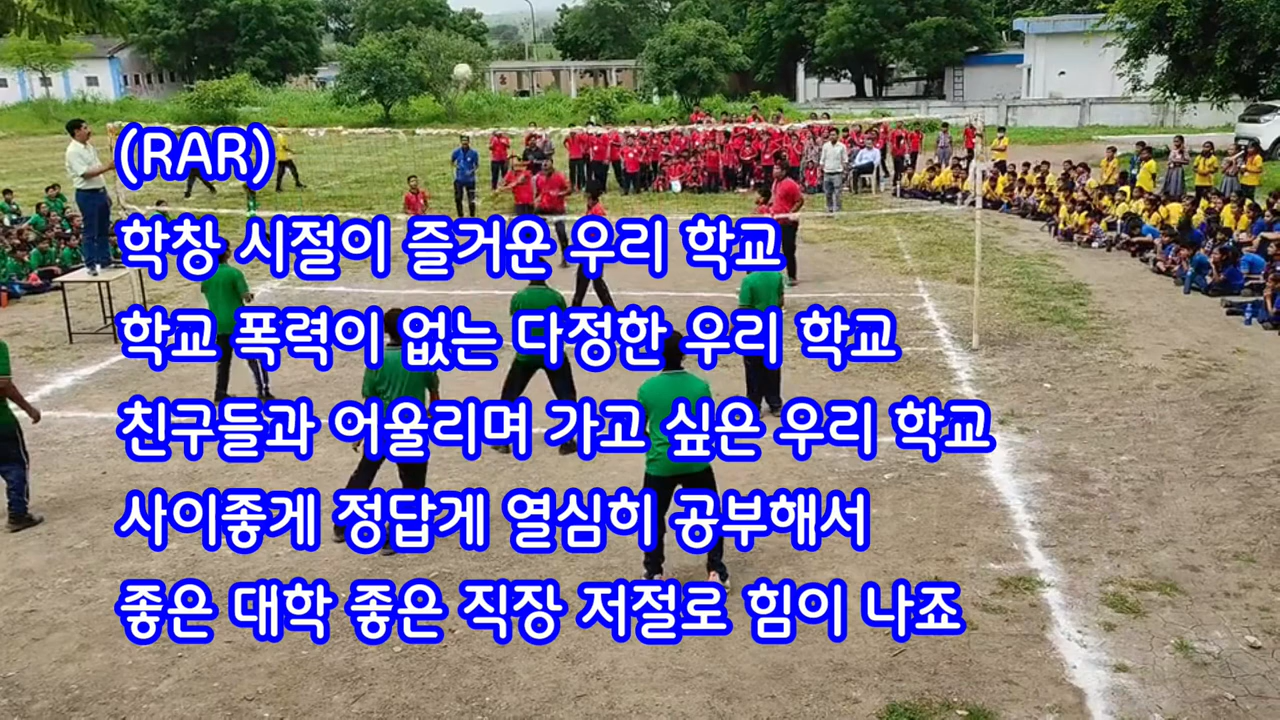 (RAR)
학창 시절이 즐거운 우리 학교
학교 폭력이 없는 다정한 우리 학교
친구들과 어울리며 가고 싶은 우리 학교
사이좋게 정답게 열심히 공부해서
좋은 대학 좋은 직장 저절로 힘이 나죠